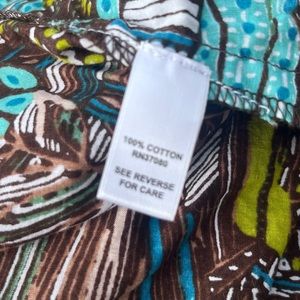 100% COTTON
RN37080
SEE REVERSE
FOR CARE